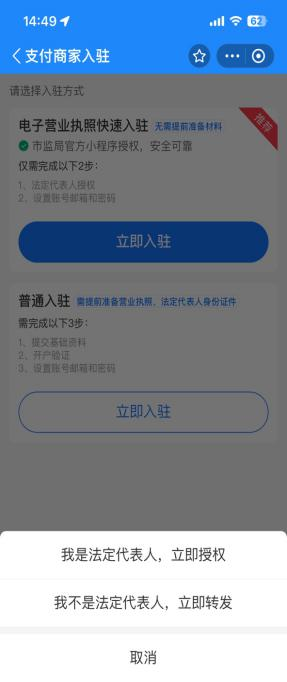 14:49
62
支付商家入驻
请选择入驻方式
电子营业执照快速入驻 无需提前准备材料
推荐
市监局官方小程序授权，安全可靠
仅需完成以下2步：
1、法定代表人授权
2、设置账号邮箱和密码
立即入驻
普通入驻 需提前准备营业执照、法定代表人身份证件
需完成以下3步：
1、提交基础资料
2、开户验证
3、设置账号邮箱和密码
立即入驻
我是法定代表人，立即授权
我不是法定代表人，立即转发
取消